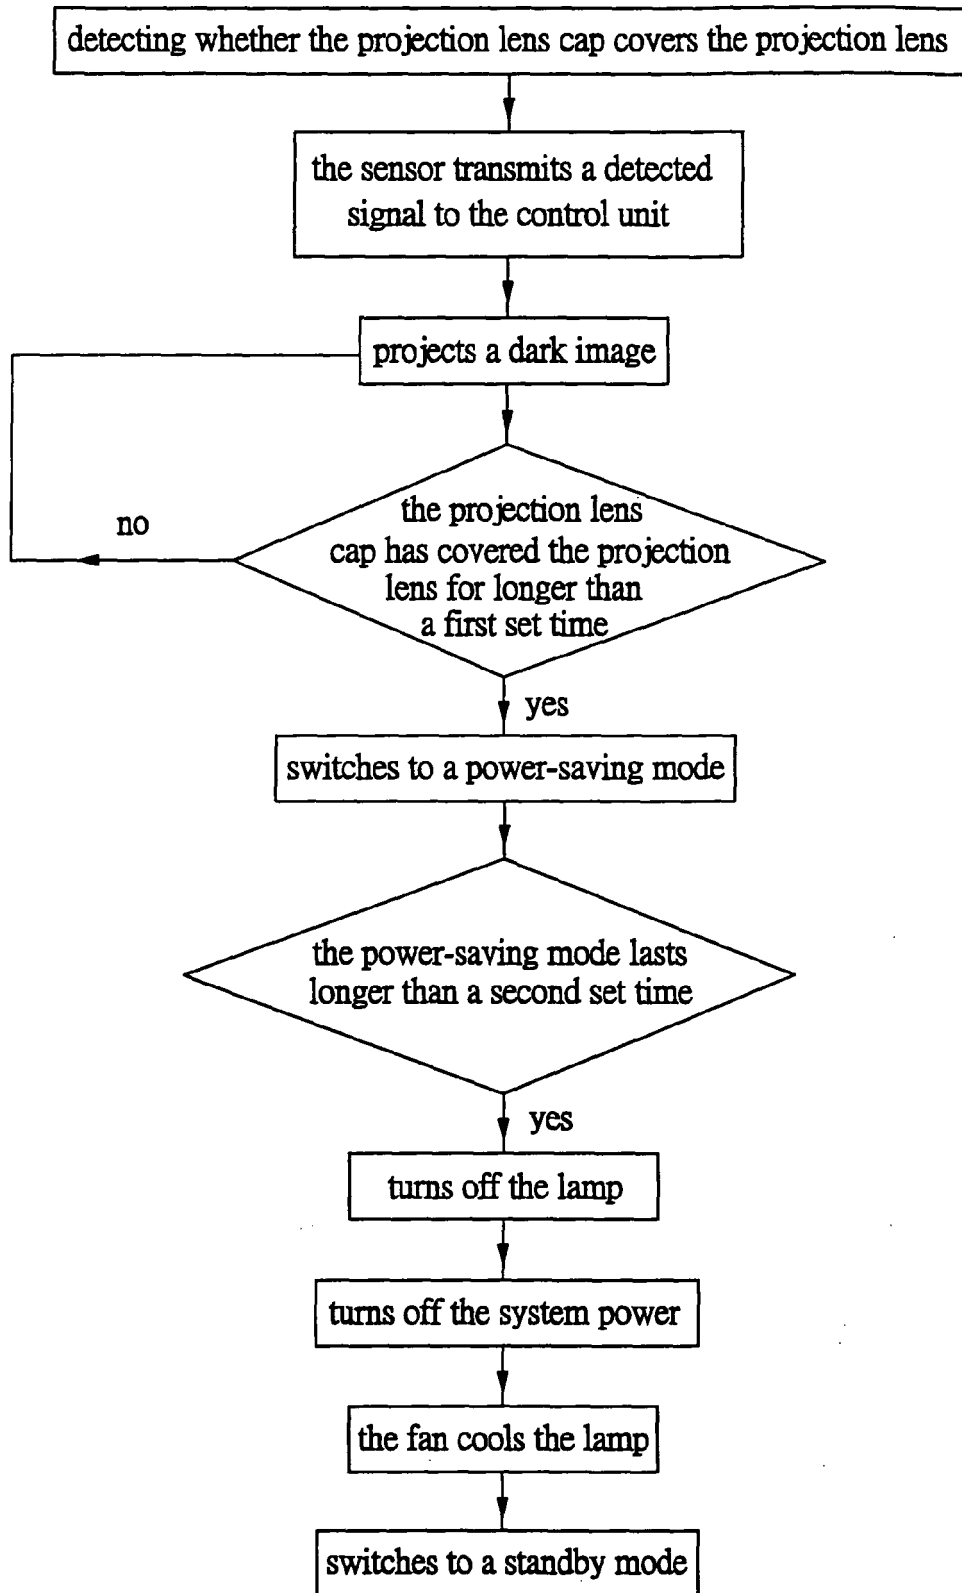 detecting whether the projection lens cap covers the projection lens
the sensor transmits a detected
signal to the control unit
projects a dark image
the projection lens
cap has covered the projection
lens for longer than
a first set time
no
yes
switches to a power-saving mode
the power-saving mode lasts
longer than a second set time
yes
turns off the lamp
turns off the system power
the fan cools the lamp
switches to a standby mode